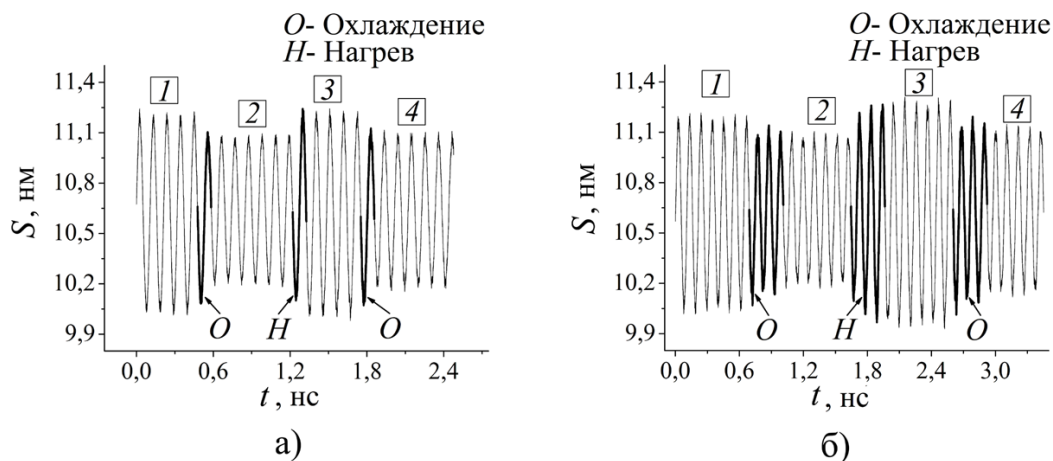 O- Охлаждение
H- Нагрев
S, нм
11,4
11,1
10,8
10,5
10,2
9,9
1
2
3
4
O
H
O
0,0 0,6 1,2 1,8 2,4
t, нс
а)
O- Охлаждение
H- Нагрев
S, нм
11,4
11,1
10,8
10,5
10,2
9,9
1
2
3
4
O
H
O
0,0 0,6 1,2 1,8 2,4 3,0
t, нс
б)